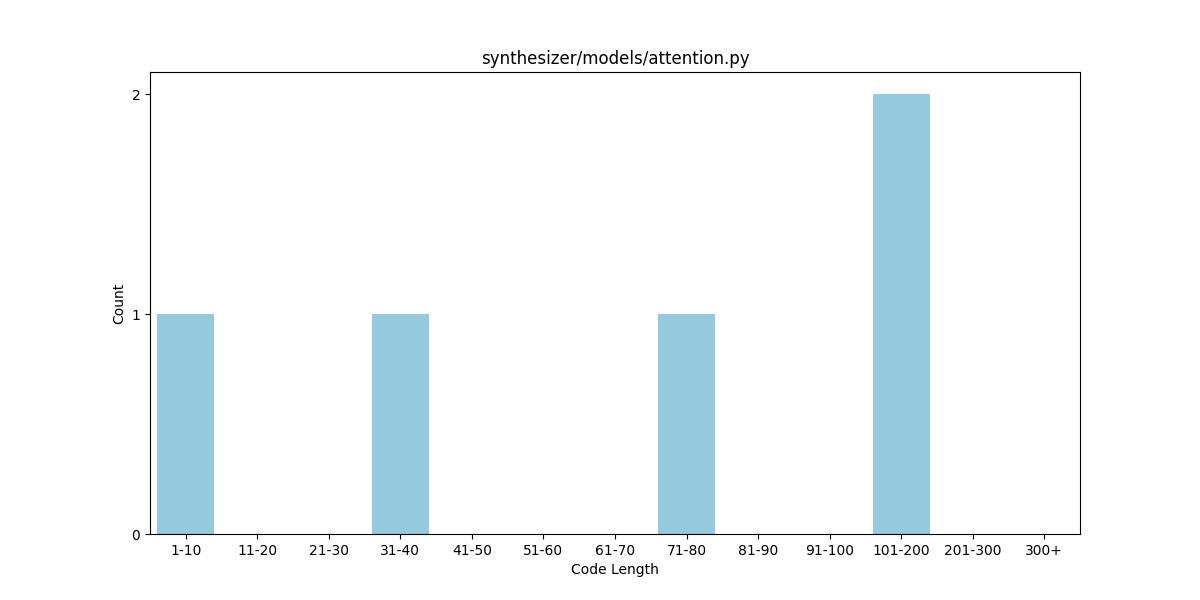 synthesizer/models/attention.py
2
1
0
Count
1-10 11-20 21-30 31-40 41-50 51-60 61-70 71-80 81-90 91-100 101-200 201-300 300+
Code Length